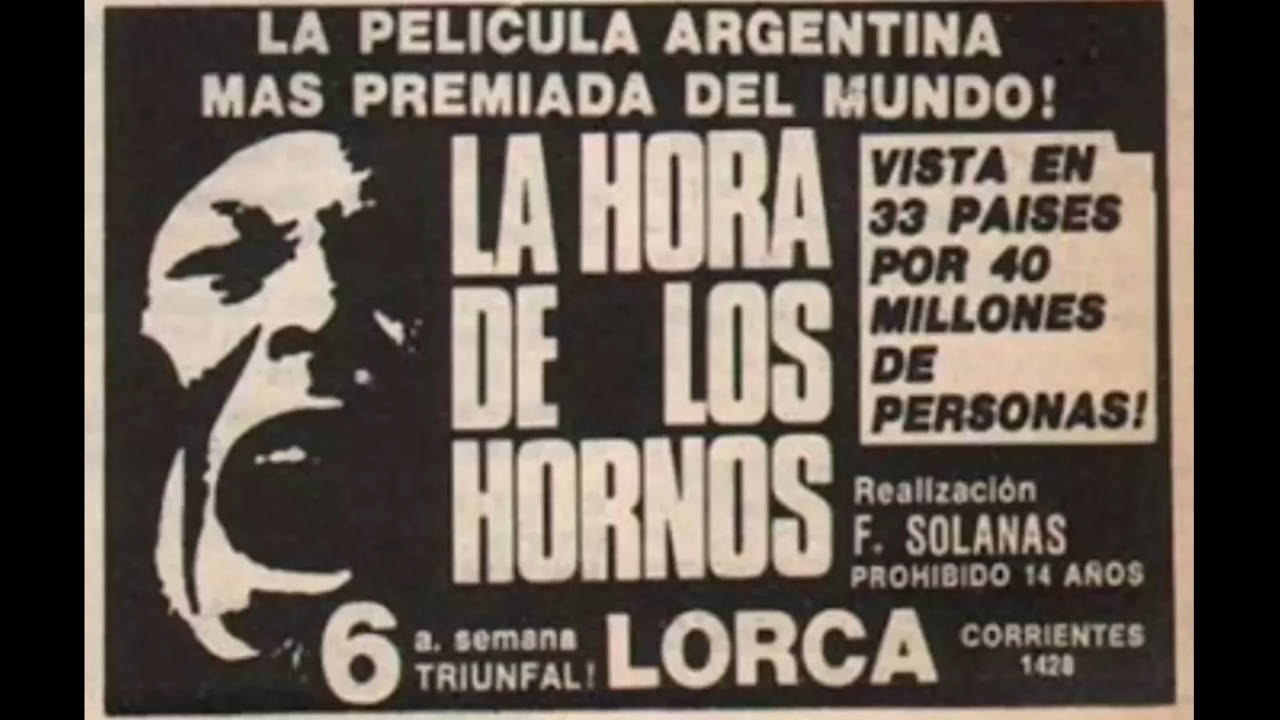 LA PELICULA ARGENTINA
MAS PREMIADA DEL MUNDO!
LA HORA
DE LOS
HORNOS
VISTA EN
33 PAISES
POR 40
MILLONES
DE
PERSONAS!
Realización
F. SOLANAS
PROHIBIDO 14 AÑOS
6 a. semana
TRIUNFAL!
LORCA
CORRIENTES
1428